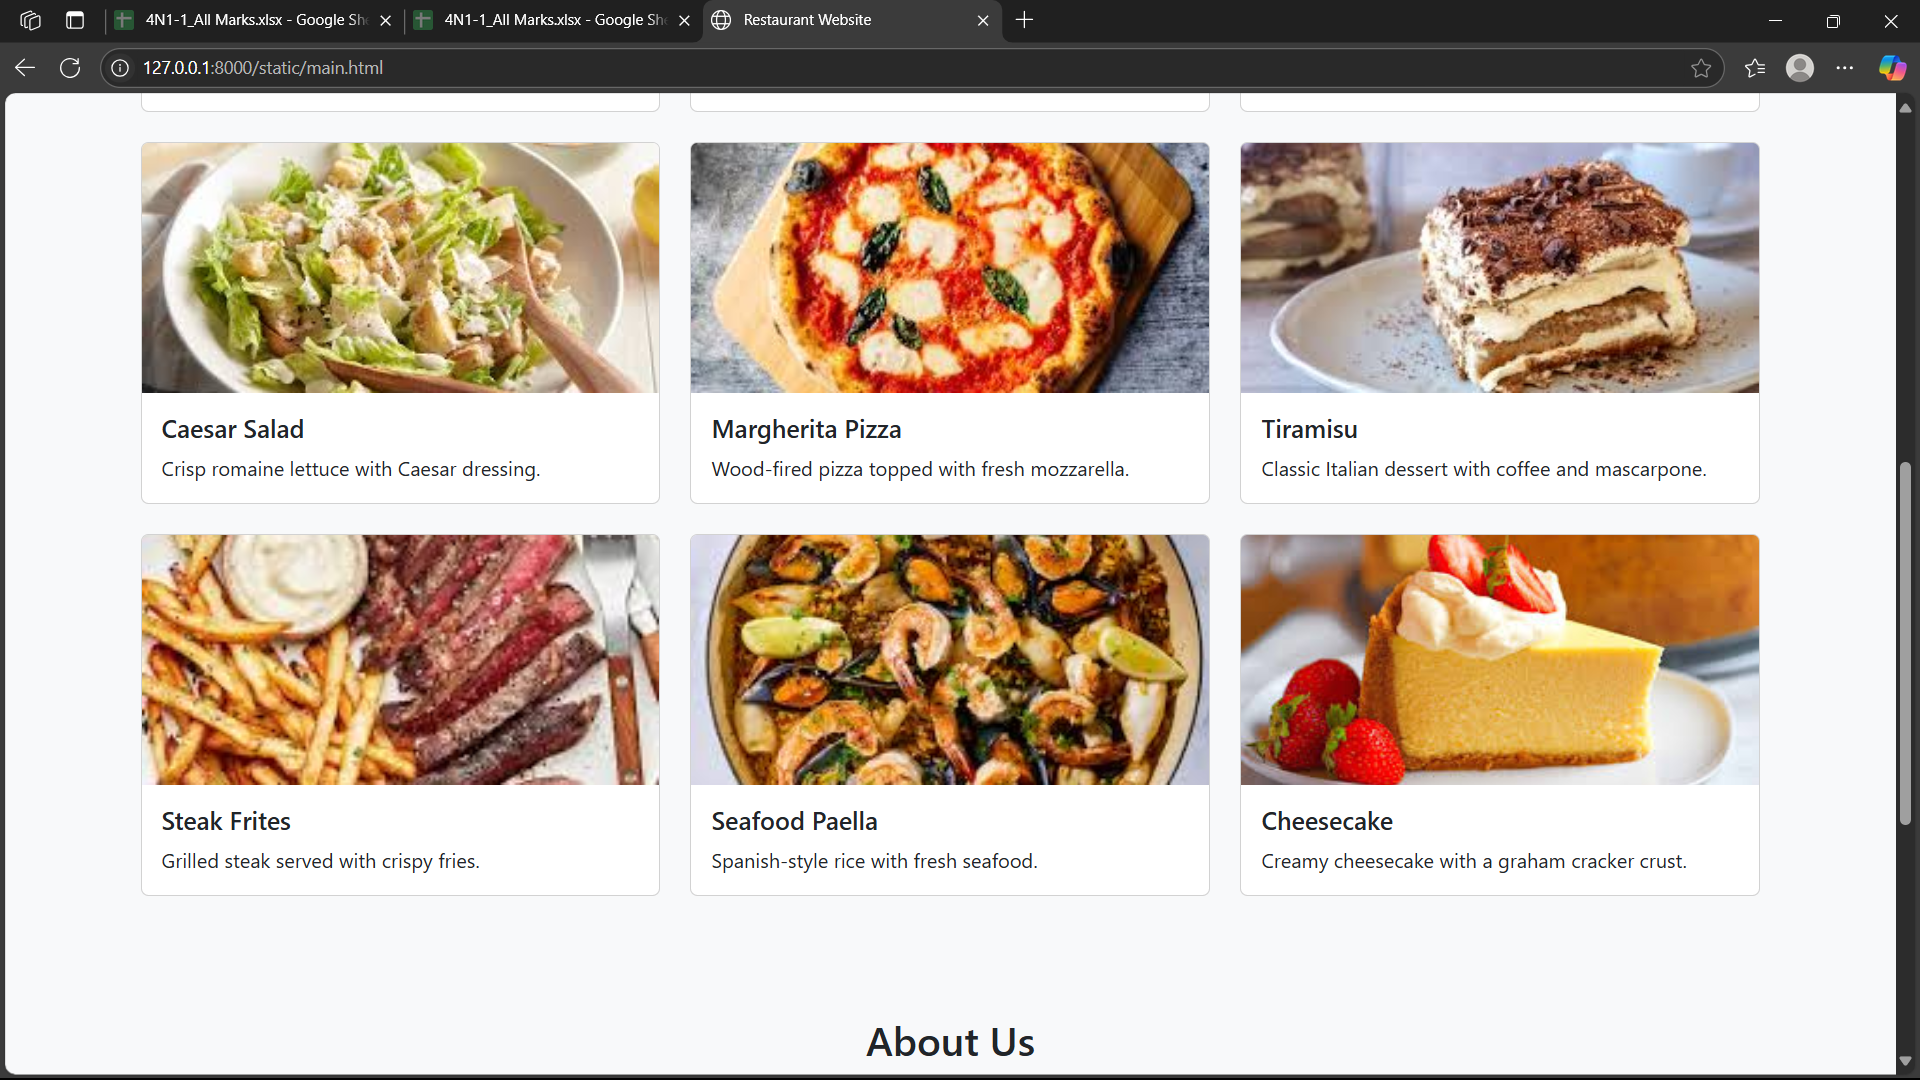 4N1-1_All Marks.xlsx - Google She
4N1-1_All Marks.xlsx - Google She
Restaurant Website
127.0.0.1:8000/static/main.html
Caesar Salad
Crisp romaine lettuce with Caesar dressing.
Margherita Pizza
Wood-fired pizza topped with fresh mozzarella.
Tiramisu
Classic Italian dessert with coffee and mascarpone.
Steak Frites
Grilled steak served with crispy fries.
Seafood Paella
Spanish-style rice with fresh seafood.
Cheesecake
Creamy cheesecake with a graham cracker crust.
About Us